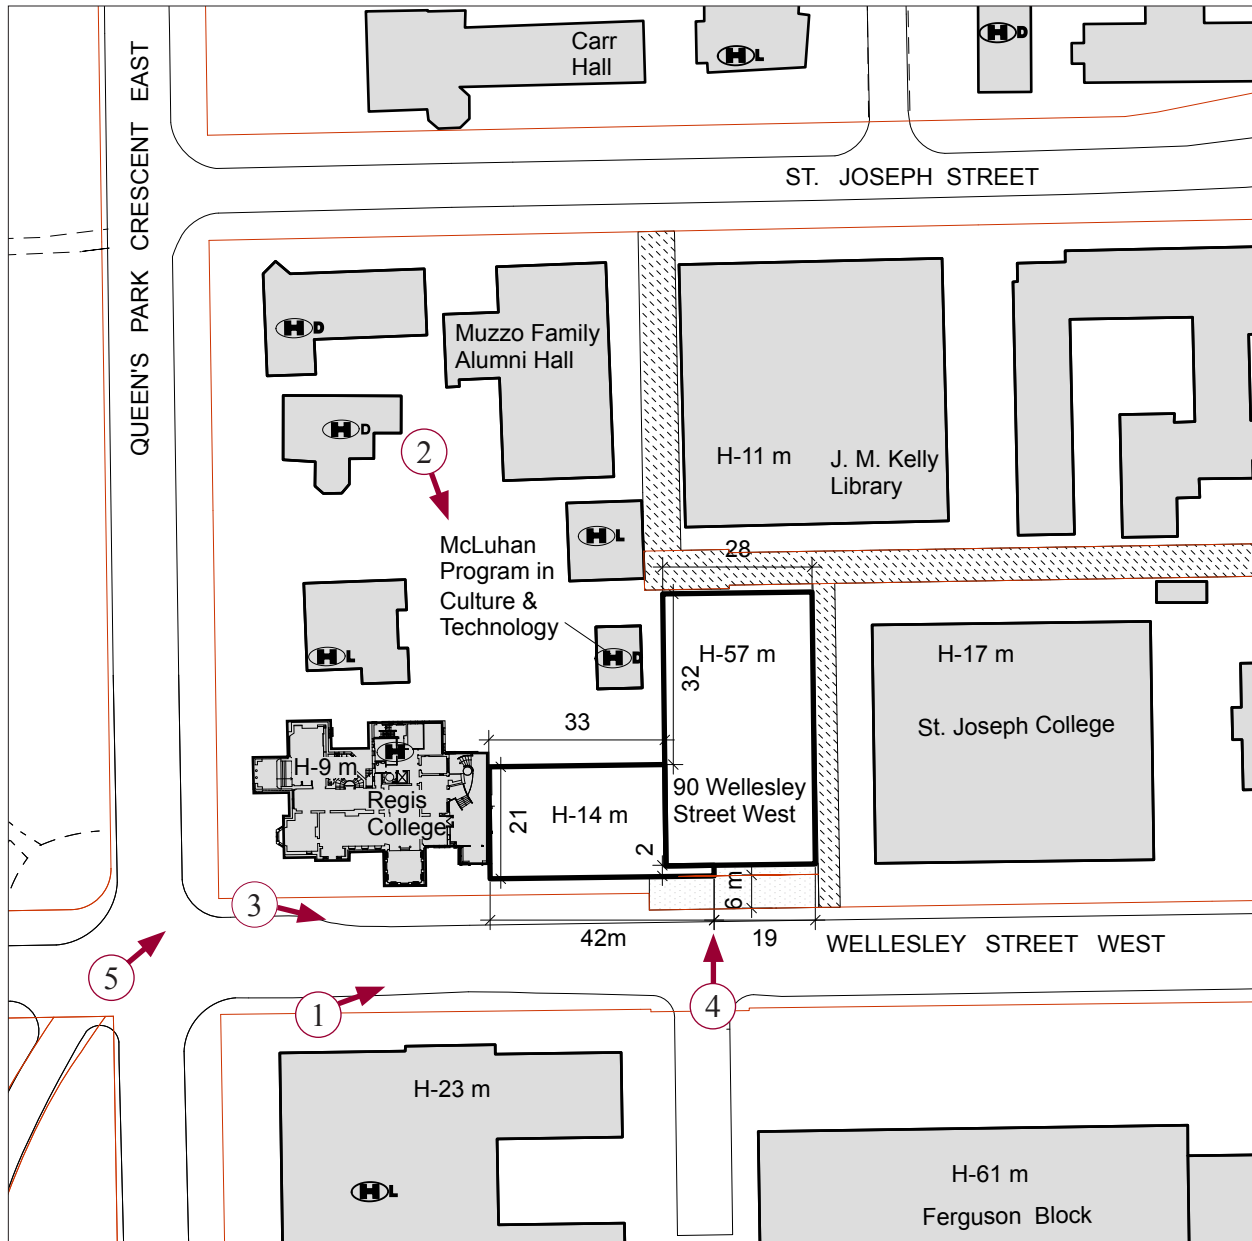 Carr
Hall
H L
H D
QUEEN'S PARK CRESCENT EAST
ST. JOSEPH STREET
H D
Muzzo Family
Alumni Hall
H D
2
H-11 m
J. M. Kelly
Library
H L
28
McLuhan
Program in
Culture &
Technology
H D
H L
H-57 m
32
H-17 m
St. Joseph College
33
H
H-9 m
Regis
College
21
H-14 m
90 Wellesley
Street West
2
6 m
3
42m
19
WELLESLEY STREET WEST
5
1
4
H-23 m
H L
H-61 m
Ferguson Block